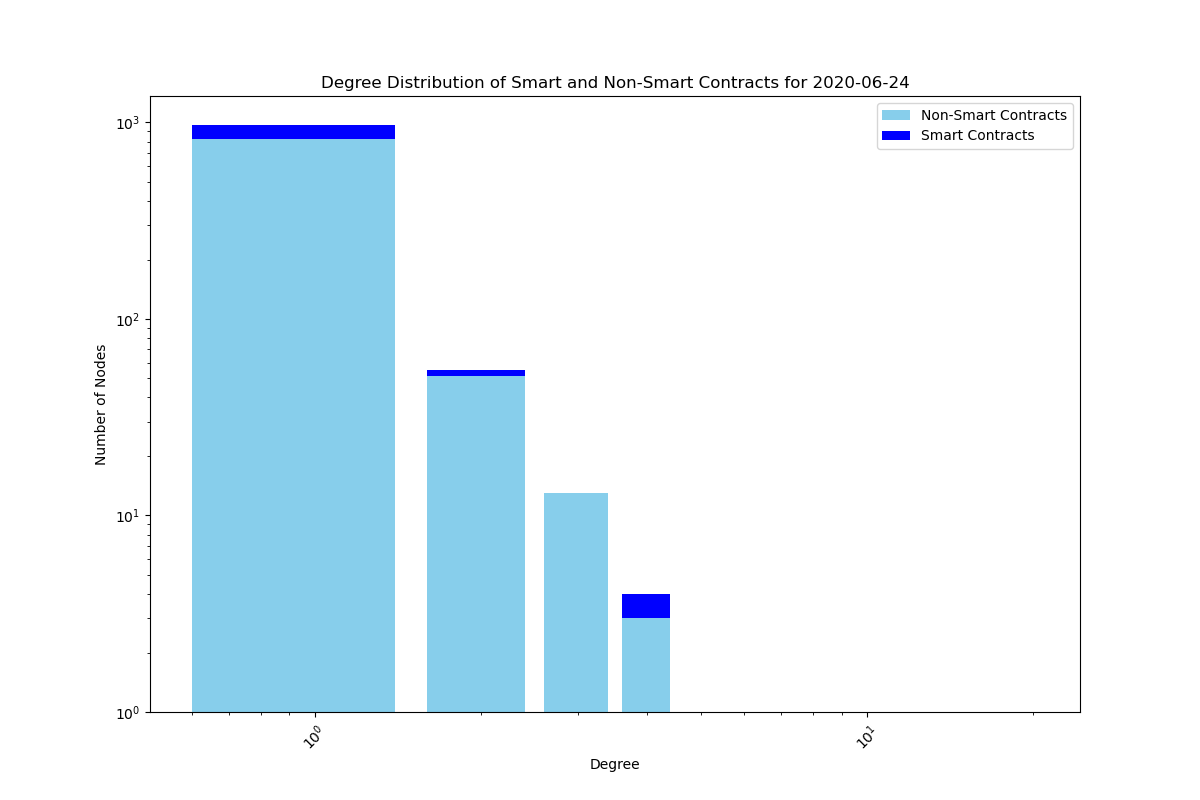 Degree Distribution of Smart and Non-Smart Contracts for 2020-06-24
Non-Smart Contracts
Smart Contracts
Number of Nodes
10³
10²
10¹
10⁰
10⁰
10¹
Degree